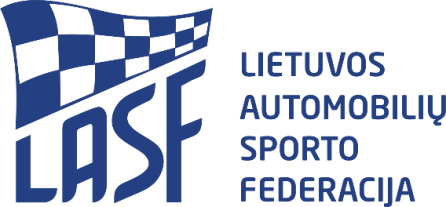 LASF
LIETUVOS
AUTOMOBILIŲ
SPORTO
FEDERACIJA